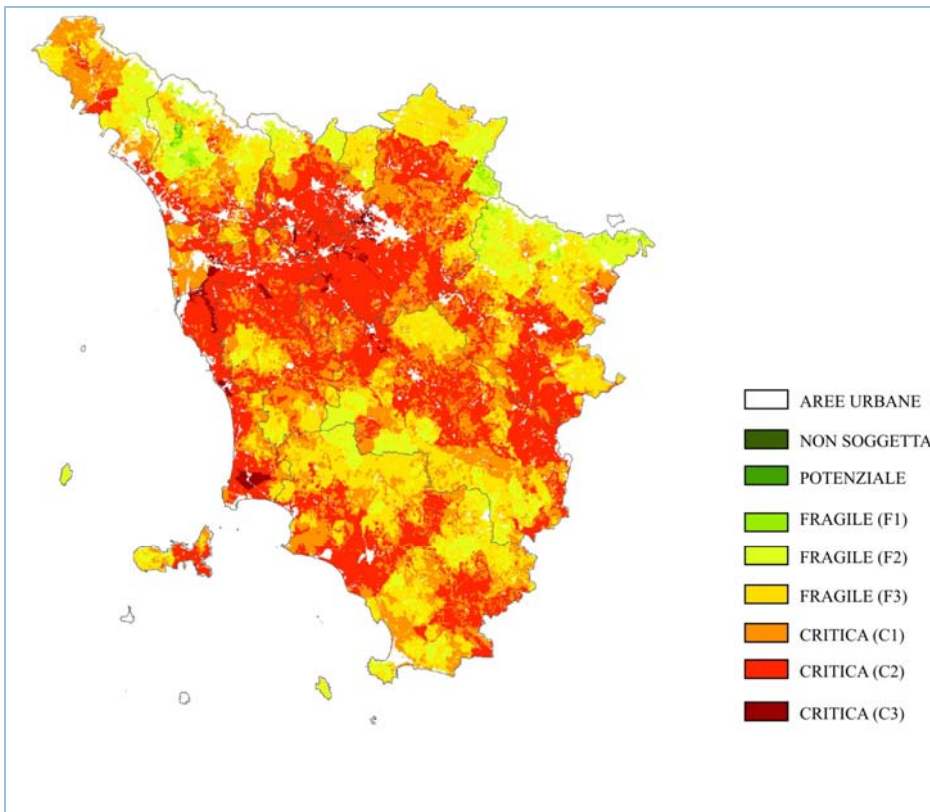 AREE URBANE
NON SOGGETTA
POTENZIALE
FRAGILE (F1)
FRAGILE (F2)
FRAGILE (F3)
CRITICA (C1)
CRITICA (C2)
CRITICA (C3)